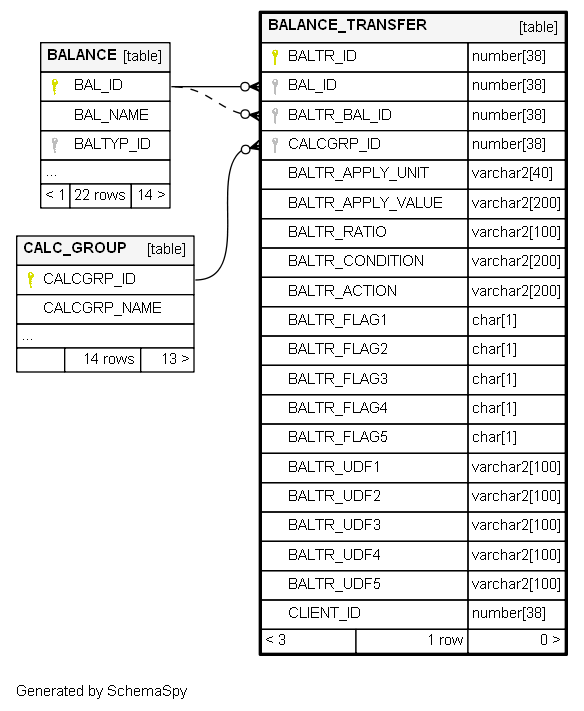 BALANCE [table]
BAL_ID
BAL_NAME
BALTYP_ID
...
< 1 22 rows 14 >
CALC_GROUP [table]
CALCGRP_ID
CALCGRP_NAME
...
14 rows 13 >
BALANCE_TRANSFER [table]
BALTR_ID number[38]
BAL_ID number[38]
BALTR_BAL_ID number[38]
CALCGRP_ID number[38]
BALTR_APPLY_UNIT varchar2[40]
BALTR_APPLY_VALUE varchar2[200]
BALTR_RATIO varchar2[100]
BALTR_CONDITION varchar2[200]
BALTR_ACTION varchar2[200]
BALTR_FLAG1 char[1]
BALTR_FLAG2 char[1]
BALTR_FLAG3 char[1]
BALTR_FLAG4 char[1]
BALTR_FLAG5 char[1]
BALTR_UDF1 varchar2[100]
BALTR_UDF2 varchar2[100]
BALTR_UDF3 varchar2[100]
BALTR_UDF4 varchar2[100]
BALTR_UDF5 varchar2[100]
CLIENT_ID number[38]
< 3 1 row 0 >
Generated by SchemaSpy